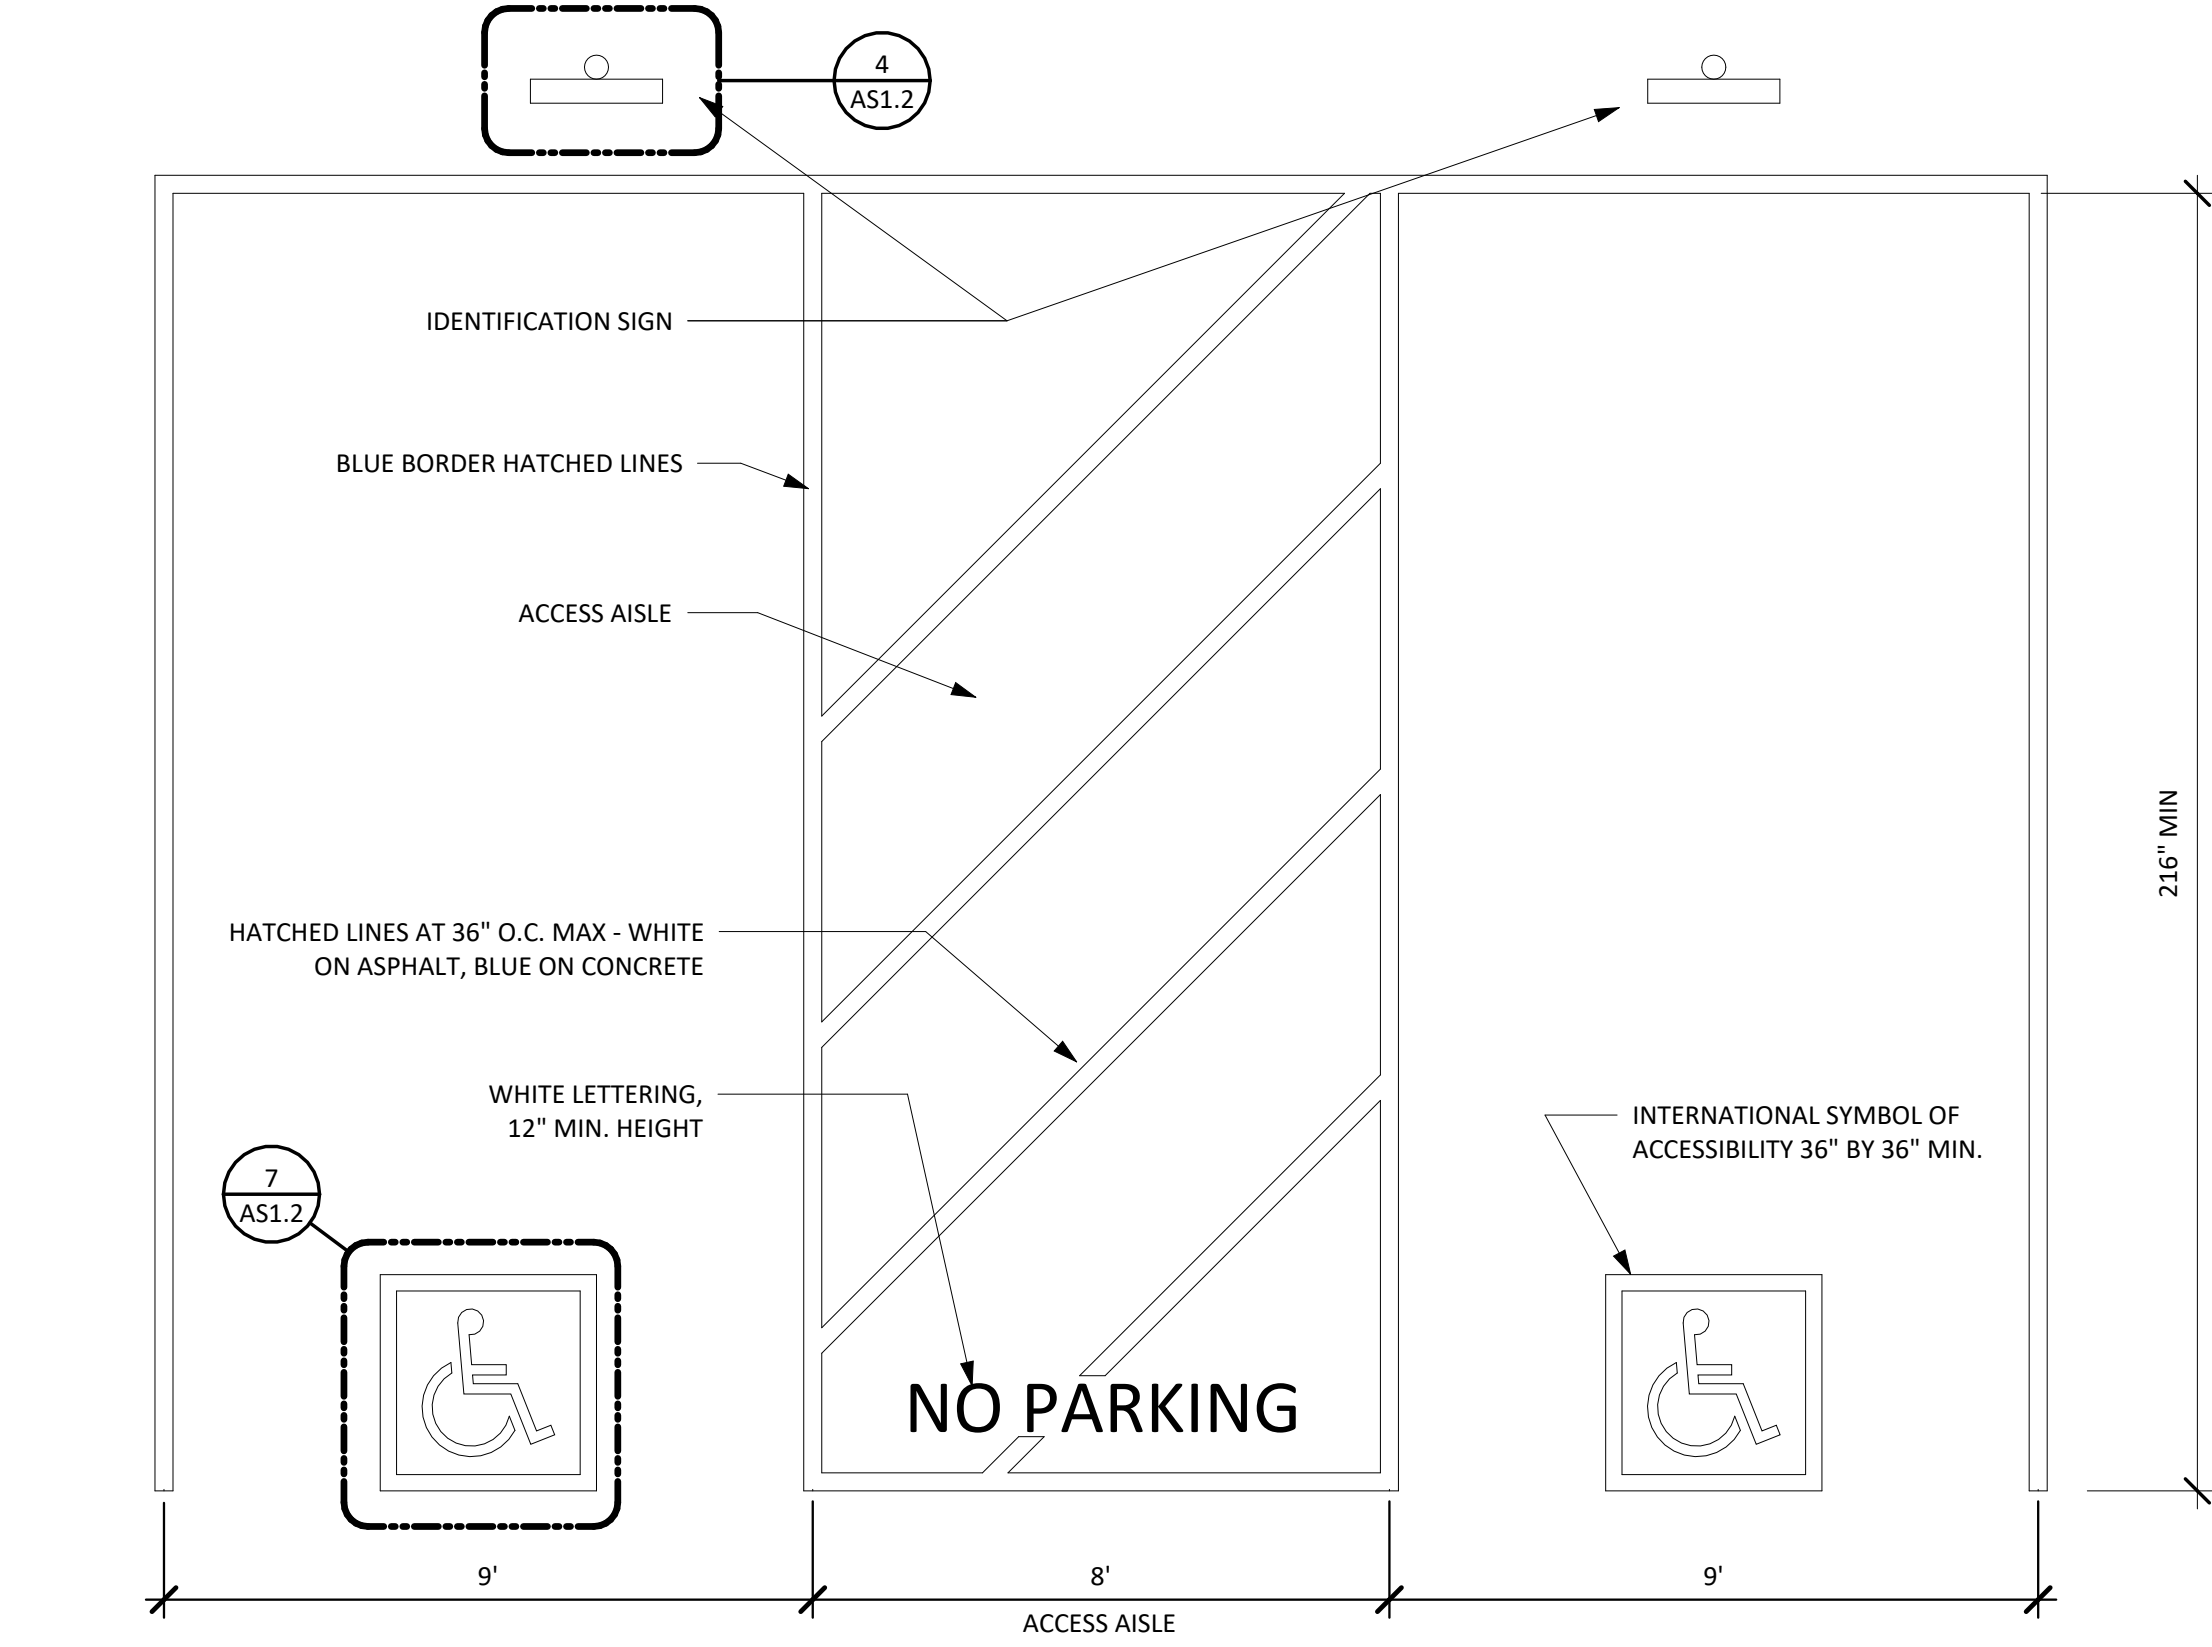 4
AS1.2
IDENTIFICATION SIGN
BLUE BORDER HATCHED LINES
ACCESS AISLE
216" MIN
HATCHED LINES AT 36" O.C. MAX - WHITE
ON ASPHALT, BLUE ON CONCRETE
WHITE LETTERING,
12" MIN. HEIGHT
INTERNATIONAL SYMBOL OF
ACCESSIBILITY 36" BY 36" MIN.
7
AS1.2
NO PARKING
9'
8'
9'
ACCESS AISLE